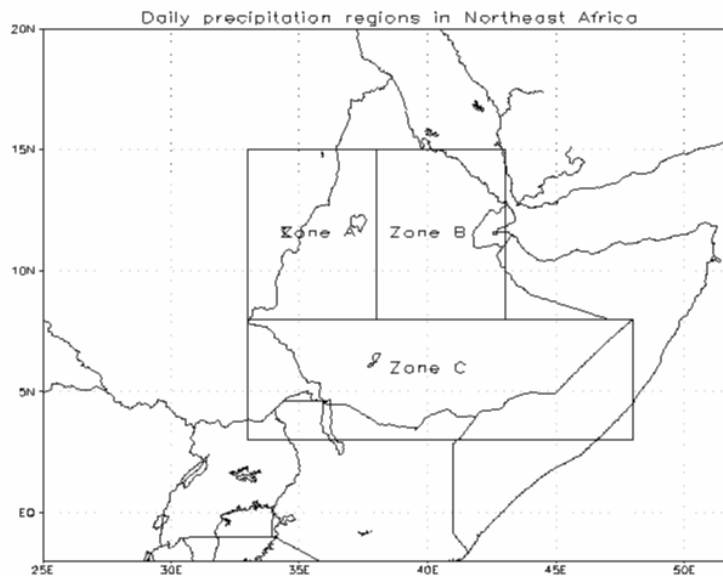 Daily precipitation regions in Northeast Africa
20N
15N
Zone A Zone B
10N
Zone C
5N
EQ
25E 30E 35E 40E 45E 50E